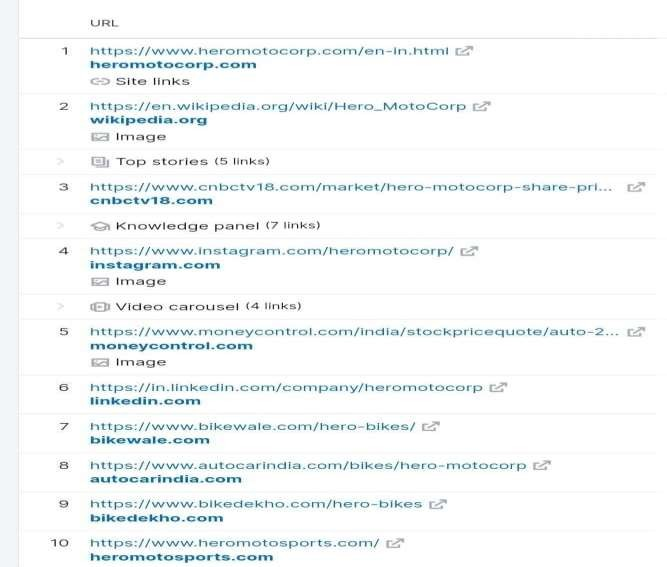 URL
1 https://www.heromotocorp.com/en-in.html
heromotocorp.com
Site links
2 https://en.wikipedia.org/wiki/Hero_MotoCorp
wikipedia.org
Image
Top stories (5 links)
3 https://www.cnbctv18.com/market/hero-motocorp-share-pri...
cnbctv18.com
Knowledge panel (7 links)
4 https://www.instagram.com/heromotocorp/
instagram.com
Image
Video carousel (4 links)
5 https://www.moneycontrol.com/india/stockpricequote/auto-2...
moneycontrol.com
Image
6 https://in.linkedin.com/company/heromotocorp
linkedin.com
7 https://www.bikewale.com/hero-bikes/
bikewale.com
8 https://www.autocarindia.com/bikes/hero-motocorp
autocarindia.com
9 https://www.bikedekho.com/hero-bikes
bikedekho.com
10 https://www.heromotosports.com/
heromotosports.com